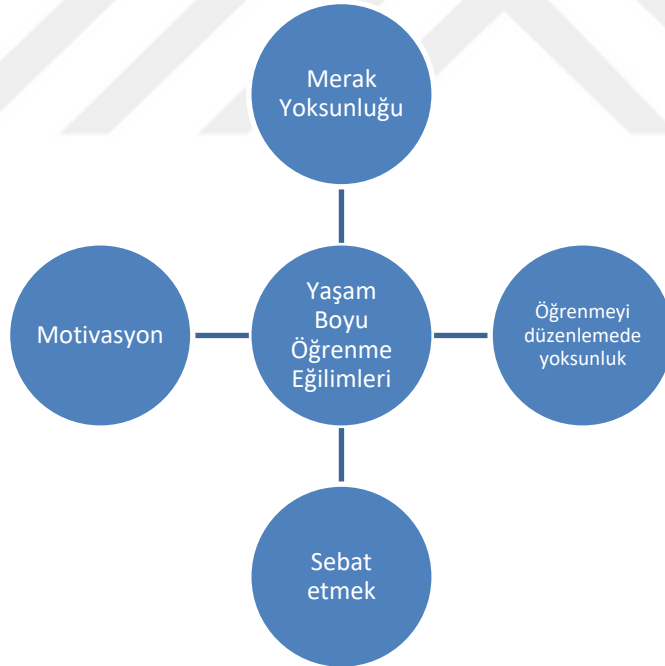 Merak
Yoksunluğu
Motivasyon
Yaşam
Boyu
Öğrenme
Eğilimleri
Öğrenmeyi
düzenlemede
yoksunluk
Sebat
etmek